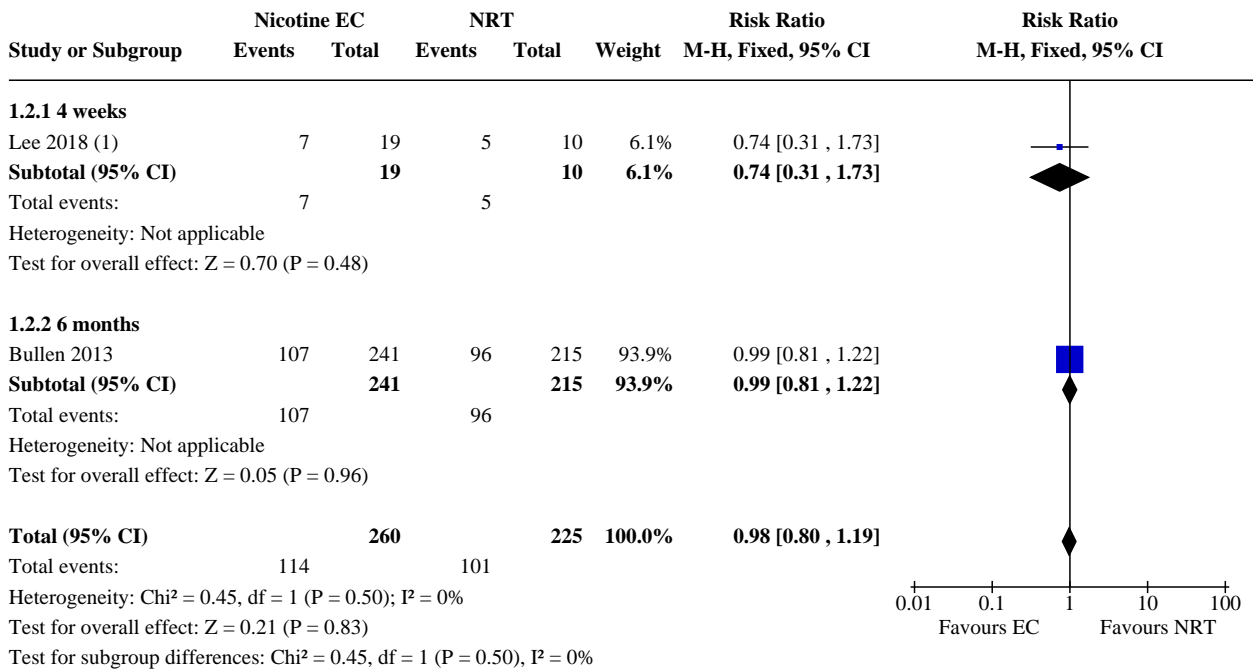 Nicotine EC NRT Risk Ratio Risk Ratio
Study or Subgroup Events Total Events Total Weight M-H, Fixed, 95% CI M-H, Fixed, 95% CI
1.2.1 4 weeks
Lee 2018 (1) 7 19 5 10 6.1% 0.74 [0.31 , 1.73]
Subtotal (95% CI) 19 10 6.1% 0.74 [0.31 , 1.73]
Total events: 7 5
Heterogeneity: Not applicable
Test for overall effect: Z = 0.70 (P = 0.48)
1.2.2 6 months
Bullen 2013 107 241 96 215 93.9% 0.99 [0.81 , 1.22]
Subtotal (95% CI) 241 215 93.9% 0.99 [0.81 , 1.22]
Total events: 107 96
Heterogeneity: Not applicable
Test for overall effect: Z = 0.05 (P = 0.96)
Total (95% CI) 260 225 100.0% 0.98 [0.80 , 1.19]
Total events: 114 101
Heterogeneity: Chi² = 0.45, df = 1 (P = 0.50); I² = 0%
0.01 0.1 1 10 100
Test for overall effect: Z = 0.21 (P = 0.83) Favours EC Favours NRT
Test for subgroup differences: Chi² = 0.45, df = 1 (P = 0.50), I² = 0%